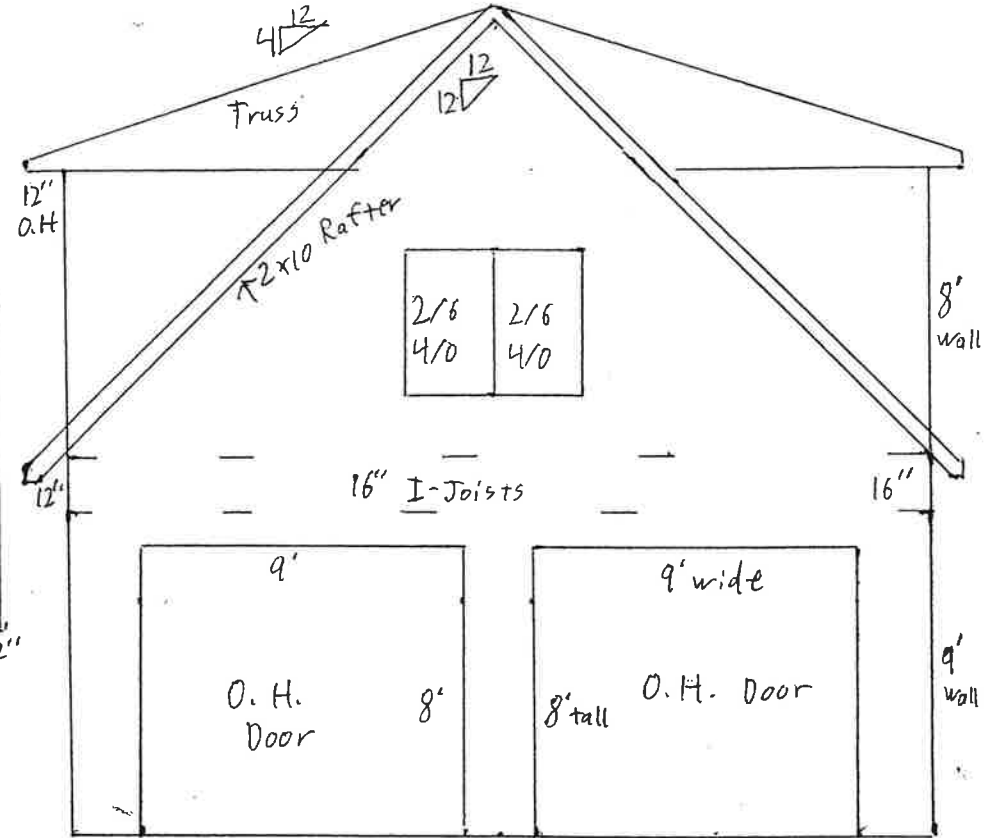 12
4
12
12
Truss
12"
O.H
2x10 Rafter
2/6
4/0
2/6
4/0
8'
wall
12"
16" I-Joists
16"
9'
9' wide
2"
O. H.
Door
8'
8' tall
O.H. Door
9'
wall